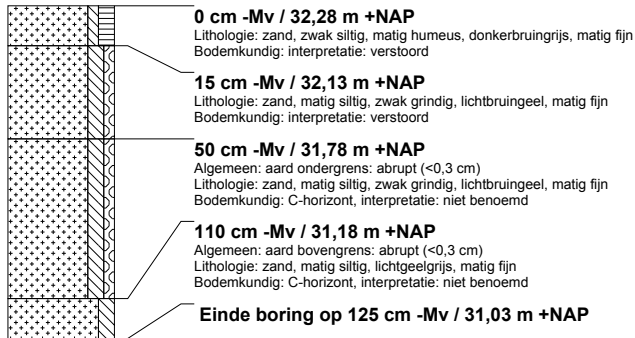 0 cm -Mv / 32,28 m +NAP
Lithologie: zand, zwak siltig, matig humeus, donkerbruingrijs, matig fijn
Bodemkundig: interpretatie: verstoord
15 cm -Mv / 32,13 m +NAP
Lithologie: zand, matig siltig, zwak grindig, lichtbruingeel, matig fijn
Bodemkundig: interpretatie: verstoord
50 cm -Mv / 31,78 m +NAP
Algemeen: aard ondergrens: abrupt (<0,3 cm)
Lithologie: zand, matig siltig, zwak grindig, lichtbruingeel, matig fijn
Bodemkundig: C-horizont, interpretatie: niet benoemd
110 cm -Mv / 31,18 m +NAP
Algemeen: aard bovengrens: abrupt (<0,3 cm)
Lithologie: zand, matig siltig, lichtgeelgrijs, matig fijn
Bodemkundig: C-horizont, interpretatie: niet benoemd
Einde boring op 125 cm -Mv / 31,03 m +NAP